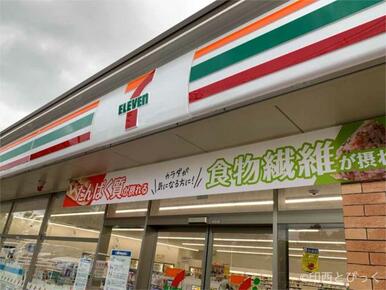 7
ELEVEN
たんぱく質が摂れる
カラダが
気になる方に!
食物繊維が摂れ
©印西とぴっく